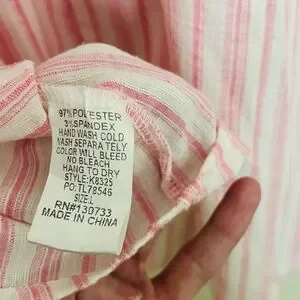 97% POLYESTER
3% SPANDEX
HAND WASH COLD
WASH SEPARATELY
COLOR WILL BLEED
NO BLEACH
HANG TO DRY
STYLE:K8325
PO:TL78546
SIZE:L
RN#130733
MADE IN CHINA